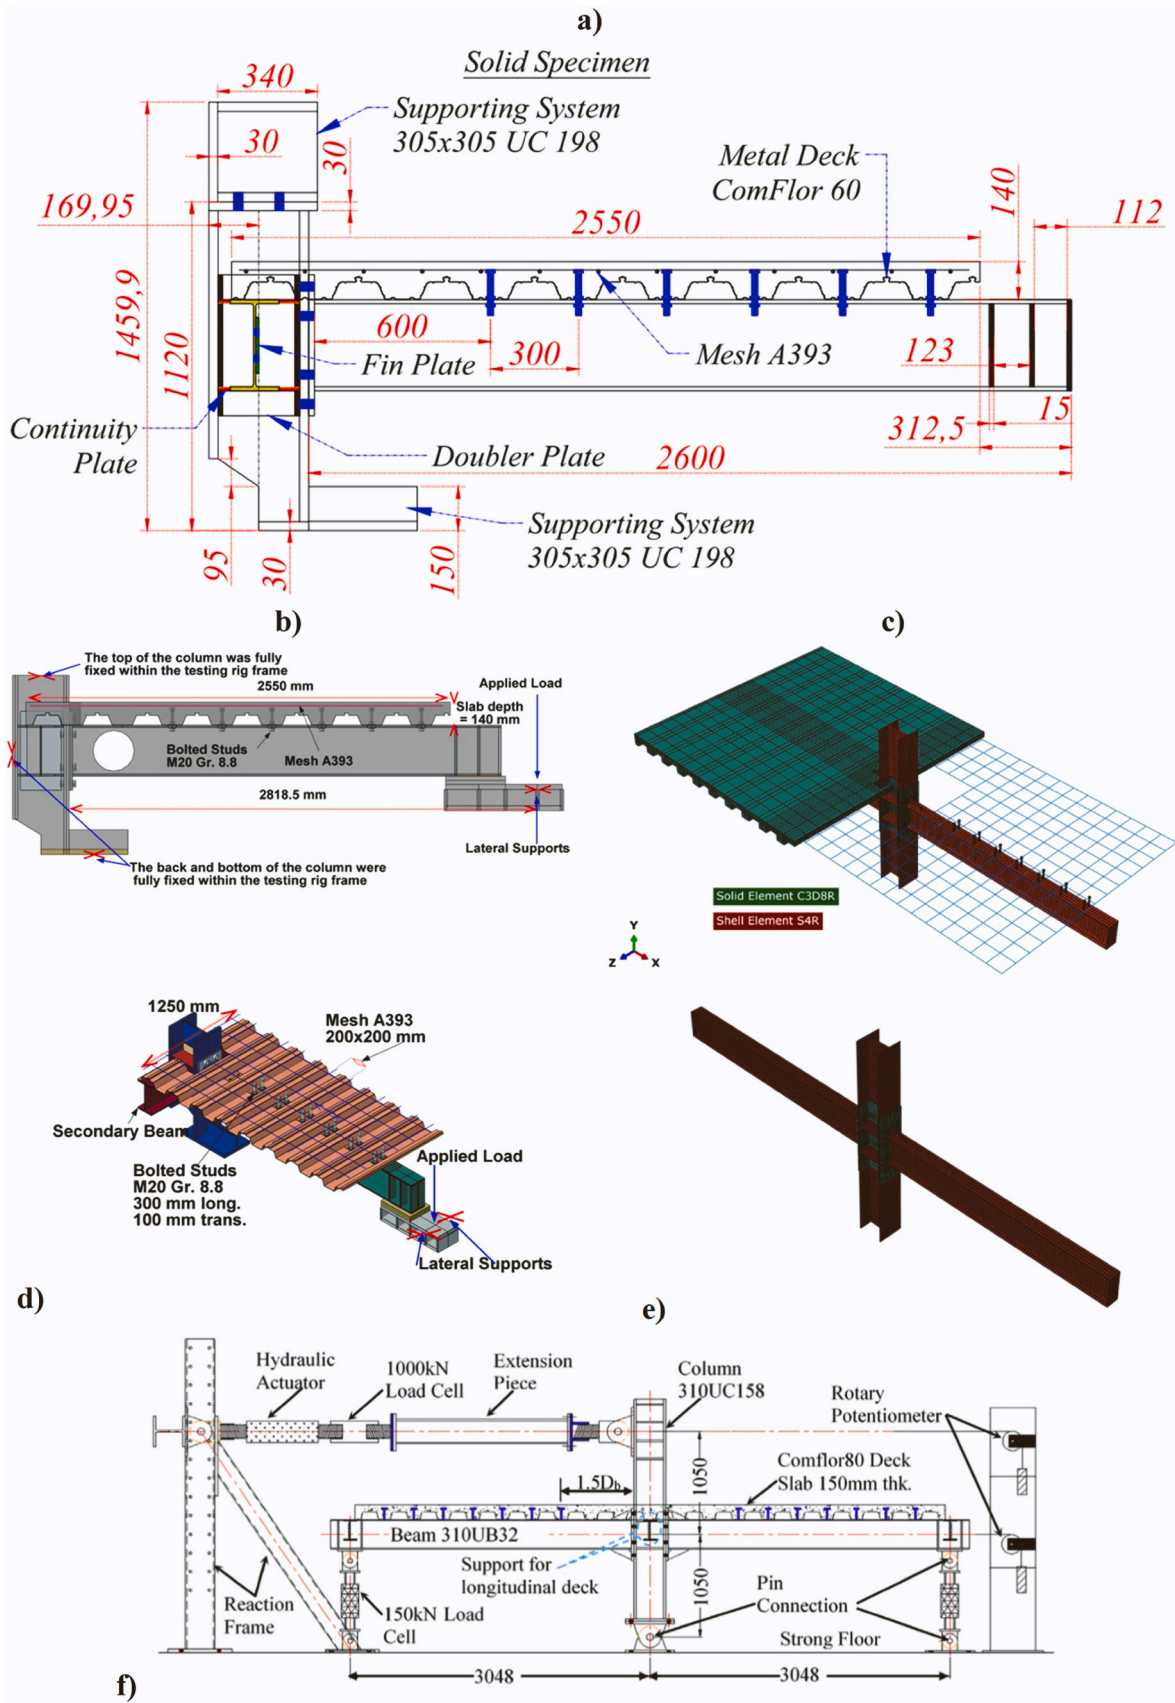 a)
Solid Specimen
340
Supporting System
305x305 UC 198
30
30
Metal Deck
ComFlor 60
140
112
169,95
2550
1459,9
1120
600
300
Fin Plate
Mesh A393
123
15
312,5
Continuity
Plate
Doubler Plate
2600
Supporting System
305x305 UC 198
95
30
150
b)
c)
The top of the column was fully
fixed within the testing rig frame
2550 mm
Applied Load
Slab depth
= 140 mm
Bolted Studs
M20 Gr. 8.8
Mesh A393
2818.5 mm
Lateral Supports
The back and bottom of the column were
fully fixed within the testing rig frame
Solid Element C3D8R
Shell Element S4R
Y
Z
X
1250 mm
Mesh A393
200x200 mm
Secondary Beam
Bolted Studs
M20 Gr. 8.8
300 mm long.
100 mm trans.
Applied Load
Lateral Supports
d)
e)
Hydraulic
Actuator
1000kN
Load Cell
Extension
Piece
Column
310UC158
Rotary
Potentiometer
1.5Db
1050
Comflor80 Deck
Slab 150mm thk.
Beam 310UB32
Support for
longitudinal deck
1050
Reaction
Frame
150kN Load
Cell
Pin
Connection
Strong Floor
3048
3048
f)